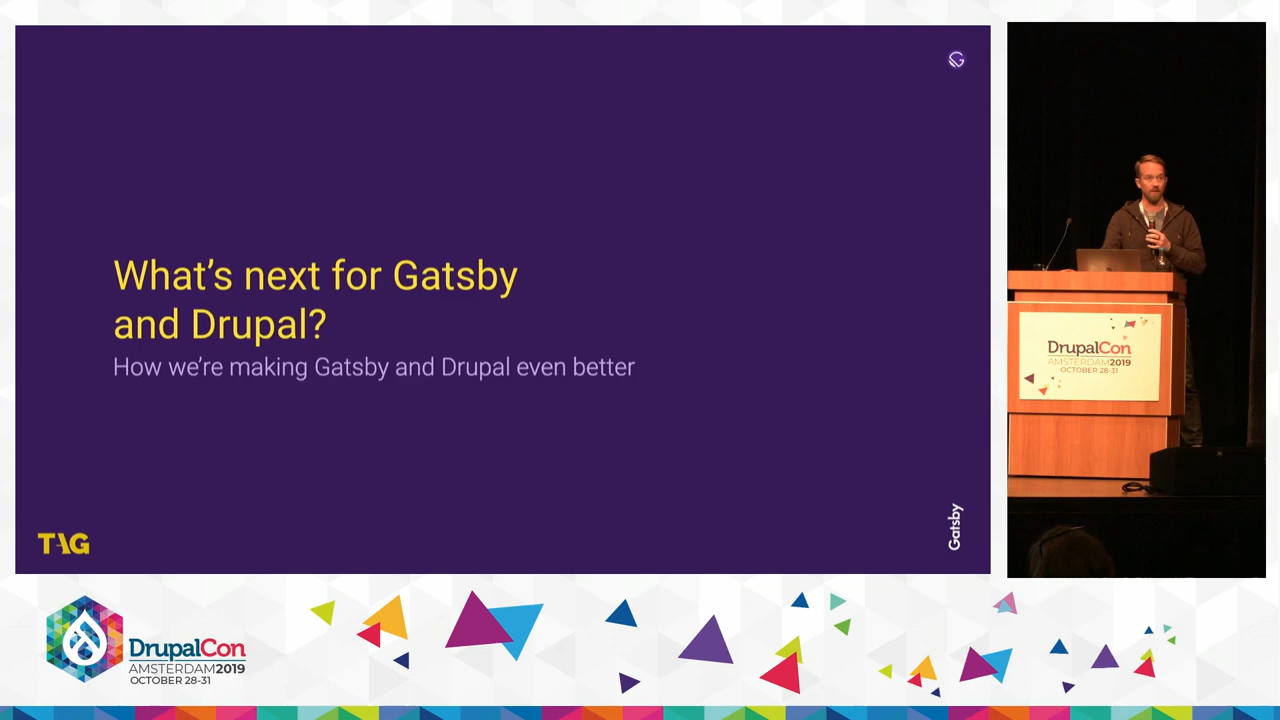 What's next for Gatsby
and Drupal?
How we're making Gatsby and Drupal even better
TAG
Gatsby
DrupalCon
AMSTERDAM2019
OCTOBER 28-31
DrupalCon
AMSTERDAM2019
OCTOBER 28-31